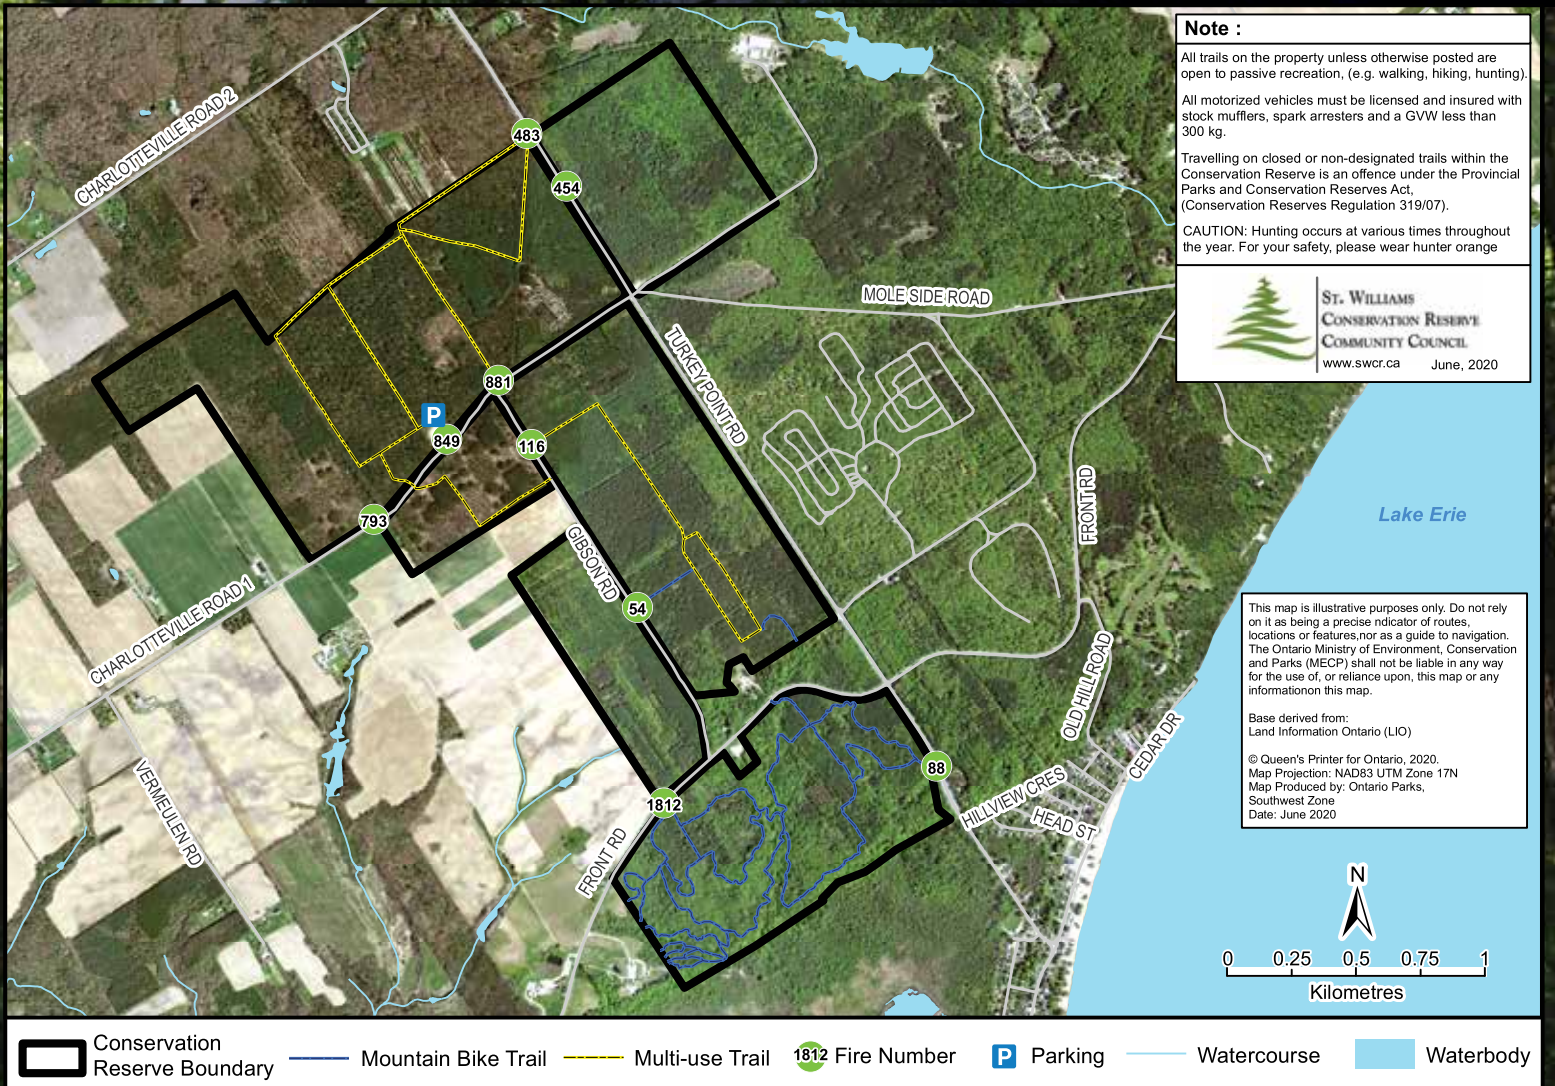 Note :
All trails on the property unless otherwise posted are
open to passive recreation, (e.g. walking, hiking, hunting).
All motorized vehicles must be licensed and insured with
stock mufflers, spark arresters and a GVW less than
300 kg.
Travelling on closed or non-designated trails within the
Conservation Reserve is an offence under the Provincial
Parks and Conservation Reserves Act,
(Conservation Reserves Regulation 319/07).
CAUTION: Hunting occurs at various times throughout
the year. For your safety, please wear hunter orange
ST. WILLIAMS
CONSERVATION RESERVE
COMMUNITY COUNCIL
www.swcr.ca June, 2020
CHARLOTTEVILLE ROAD 2
483
454
MOLE SIDE ROAD
TURKEY POINT RD
881
P
849
116
793
FRONT RD
Lake Erie
GIBSON RD
54
CHARLOTTEVILLE ROAD 1
OLD HILL ROAD
CEDAR DR
VERMEULEN RD
88
1812
HILLVIEW CRES
HEAD ST
FRONT RD
This map is illustrative purposes only. Do not rely
on it as being a precise ndicator of routes,
locations or features,nor as a guide to navigation.
The Ontario Ministry of Environment, Conservation
and Parks (MECP) shall not be liable in any way
for the use of, or reliance upon, this map or any
informationon this map.
Base derived from:
Land Information Ontario (LIO)
© Queen's Printer for Ontario, 2020.
Map Projection: NAD83 UTM Zone 17N
Map Produced by: Ontario Parks,
Southwest Zone
Date: June 2020
N
0 0.25 0.5 0.75 1
Kilometres
Conservation
Reserve Boundary
Mountain Bike Trail
Multi-use Trail
1812 Fire Number
P Parking
Watercourse
Waterbody